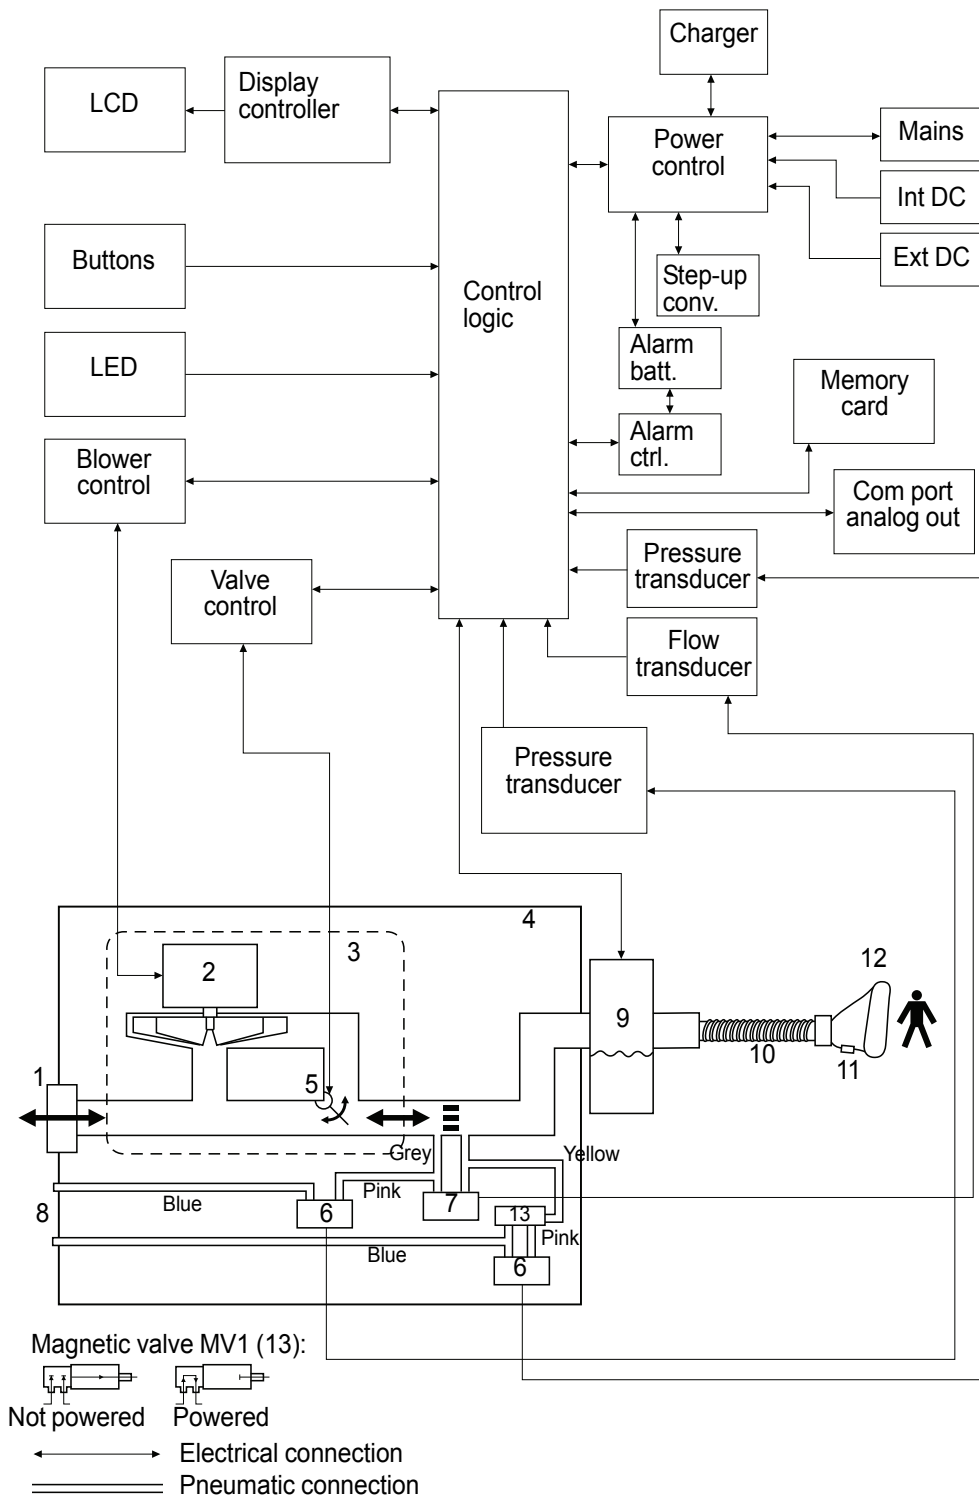 Charger
LCD
Display
controller
Power
control
Mains
Int DC
Ext DC
Buttons
Control
logic
Step-up
conv.
LED
Alarm
batt.
Memory
card
Alarm
ctrl.
Blower
control
Com port
analog out
Valve
control
Pressure
transducer
Flow
transducer
Pressure
transducer
4
3
2
12
9
10
11
1
5
Grey
Yellow
Pink
Blue
8
6
7
13
Pink
Blue
6
Magnetic valve MV1 (13):
Not powered
Powered
Electrical connection
Pneumatic connection